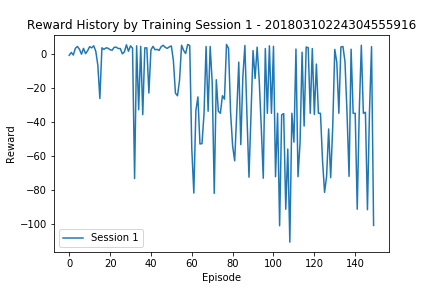 Reward History by Training Session 1 - 20180310224304555916
Reward
0
−20
−40
−60
−80
−100
Session 1
0 20 40 60 80 100 120 140
Episode